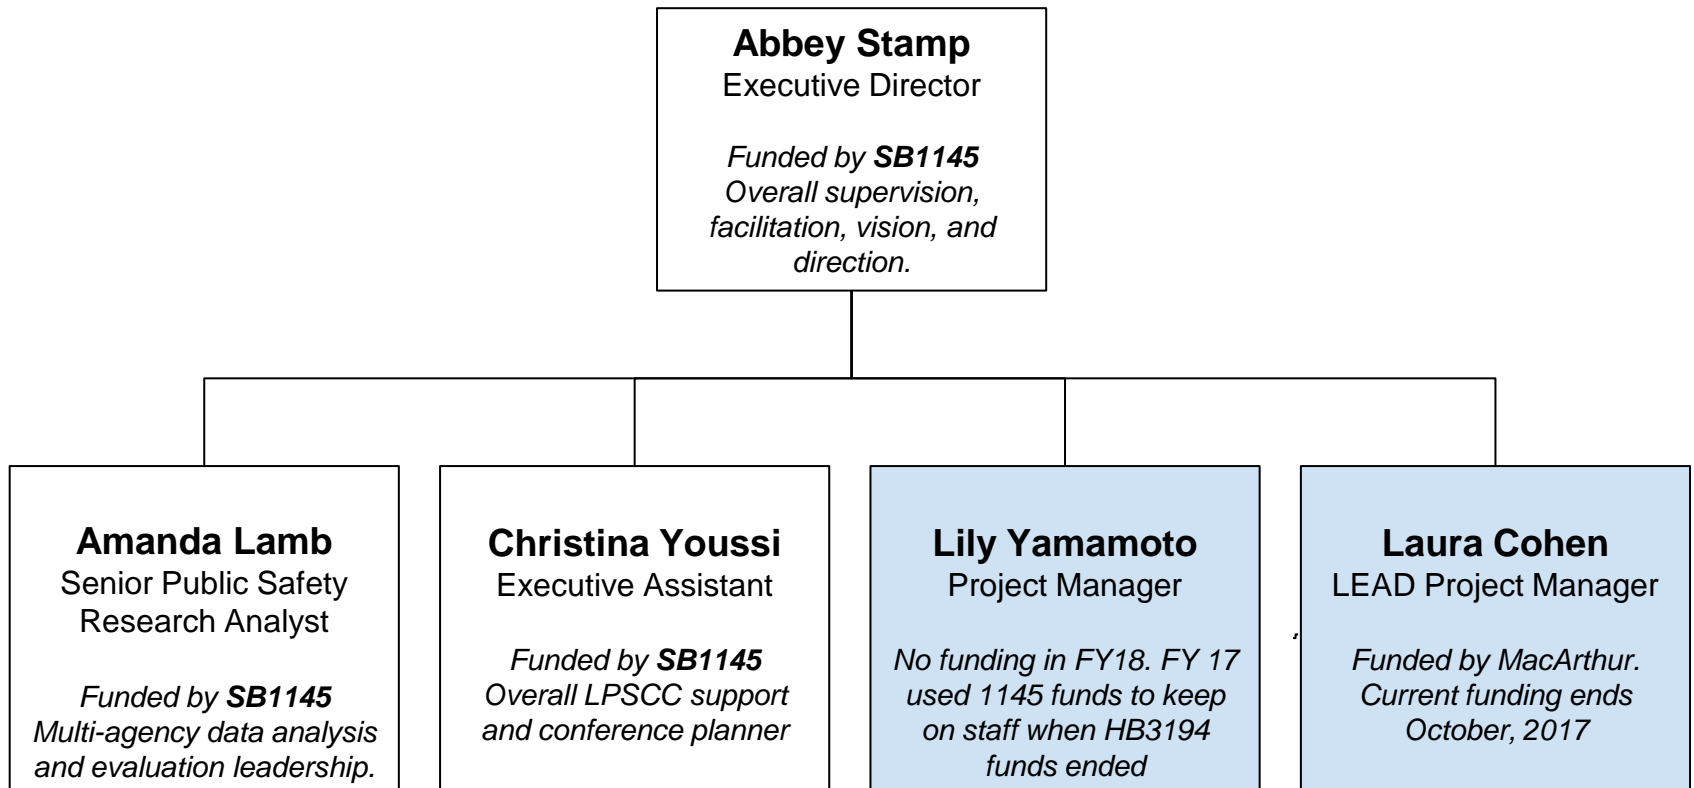 Abbey Stamp
Executive Director
Funded by SB1145
Overall supervision,
facilitation, vision, and
direction.
Amanda Lamb
Senior Public Safety
Research Analyst
Funded by SB1145
Multi-agency data analysis
and evaluation leadership.
Christina Youssi
Executive Assistant
Funded by SB1145
Overall LPSCC support
and conference planner
Lily Yamamoto
Project Manager
No funding in FY18. FY 17
used 1145 funds to keep
on staff when HB3194
funds ended
Laura Cohen
LEAD Project Manager
Funded by MacArthur.
Current funding ends
October, 2017